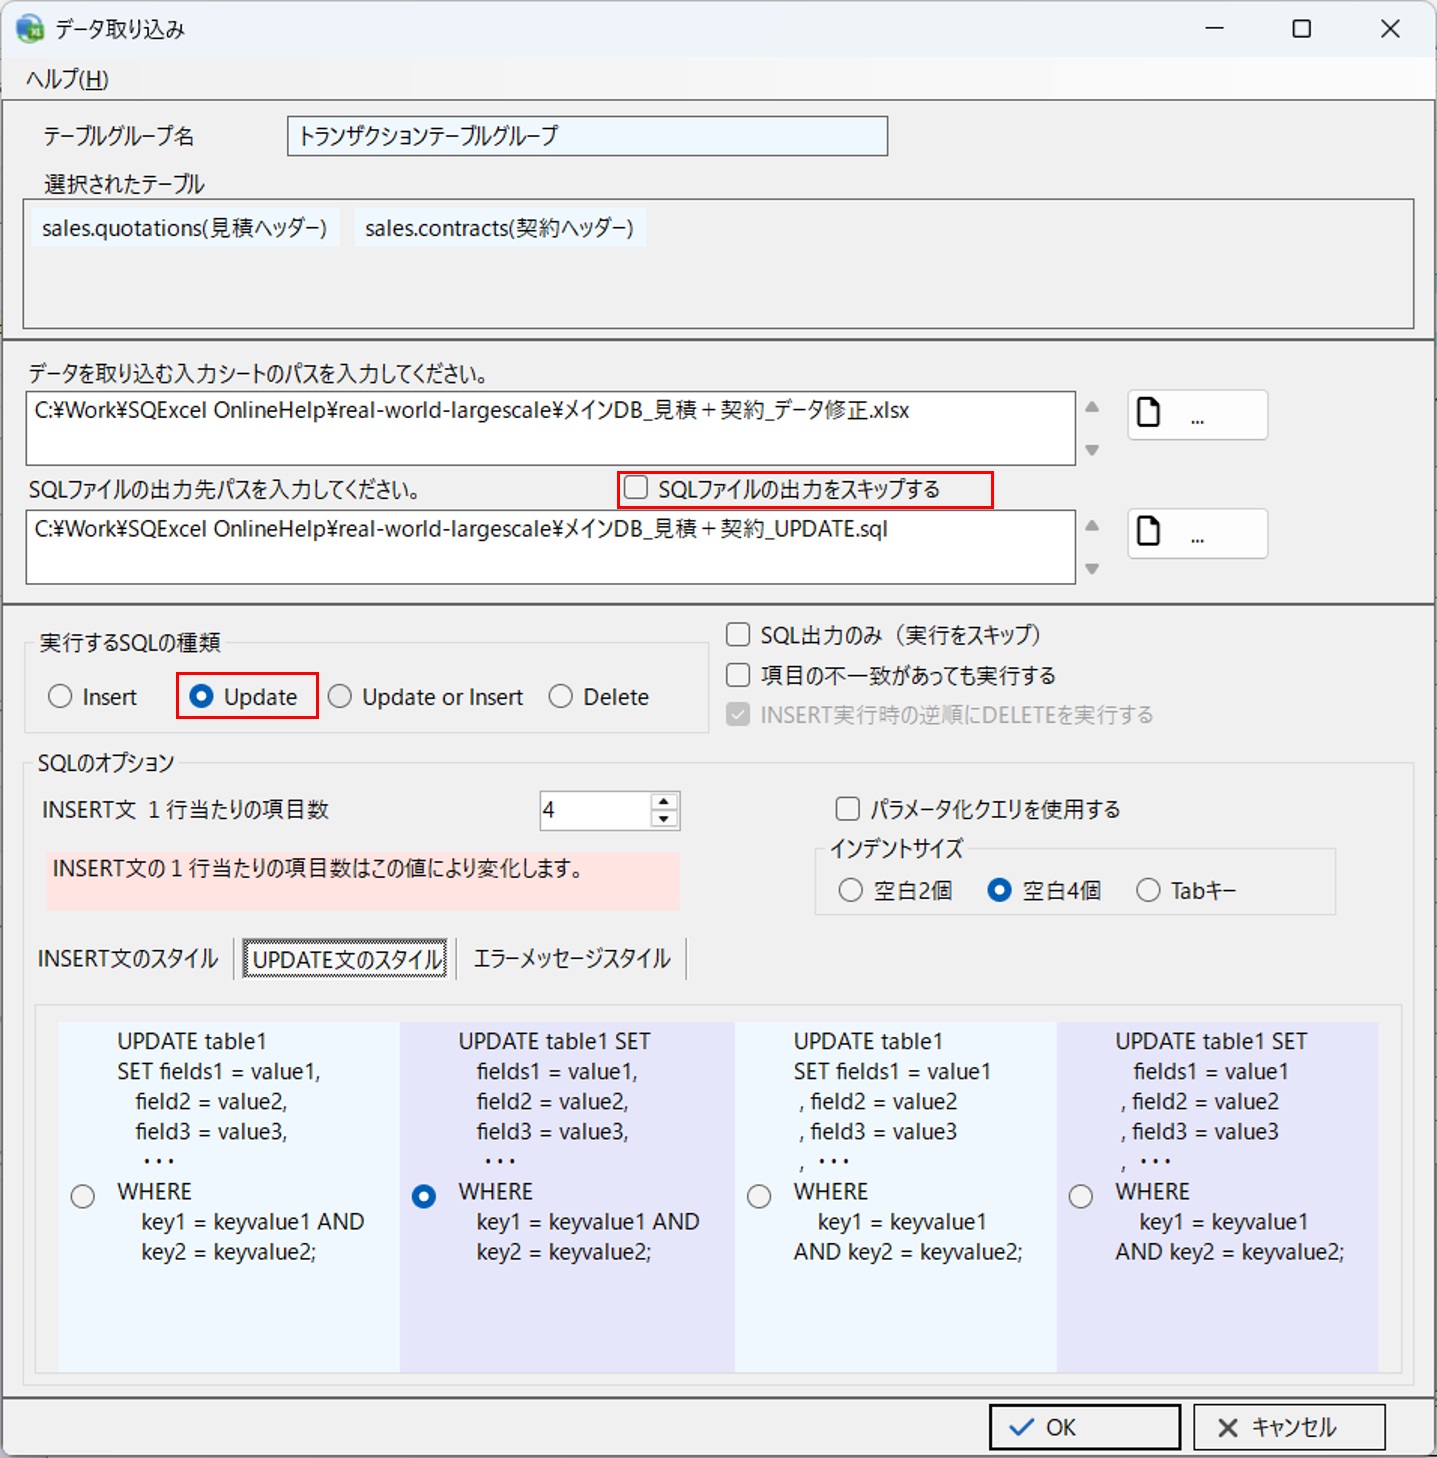 データ取り込み
ヘルプ(H)
テーブルグループ名 トランザクションテーブルグループ
選択されたテーブル
sales.quotations(見積ヘッダー) sales.contracts(契約ヘッダー)
データを取り込む入力シートのパスを入力してください。
C:¥Work¥SQExcel OnlineHelp¥real-world-largescale¥メインDB_見積＋契約_データ修正.xlsx
...
SQLファイルの出力先パスを入力してください。 SQLファイルの出力をスキップする
C:¥Work¥SQExcel OnlineHelp¥real-world-largescale¥メインDB_見積＋契約_UPDATE.sql
...
実行するSQLの種類
Insert Update Update or Insert Delete
SQL出力のみ（実行をスキップ）
項目の不一致があっても実行する
INSERT実行時の逆順にDELETEを実行する
SQLのオプション
INSERT文 １行当たりの項目数 4
INSERT文の１行当たりの項目数はこの値により変化します。
パラメータ化クエリを使用する
インデントサイズ
空白2個 空白4個 Tabキー
INSERT文のスタイル UPDATE文のスタイル エラーメッセージスタイル
UPDATE table1
SET fields1 = value1,
field2 = value2,
field3 = value3,
･･･
WHERE
key1 = keyvalue1 AND
key2 = keyvalue2;
UPDATE table1 SET
fields1 = value1,
field2 = value2,
field3 = value3,
･･･
WHERE
key1 = keyvalue1 AND
key2 = keyvalue2;
UPDATE table1
SET fields1 = value1
, field2 = value2
, field3 = value3
, ･･･
WHERE
key1 = keyvalue1
AND key2 = keyvalue2;
UPDATE table1 SET
fields1 = value1
, field2 = value2
, field3 = value3
, ･･･
WHERE
key1 = keyvalue1
AND key2 = keyvalue2;
OK キャンセル